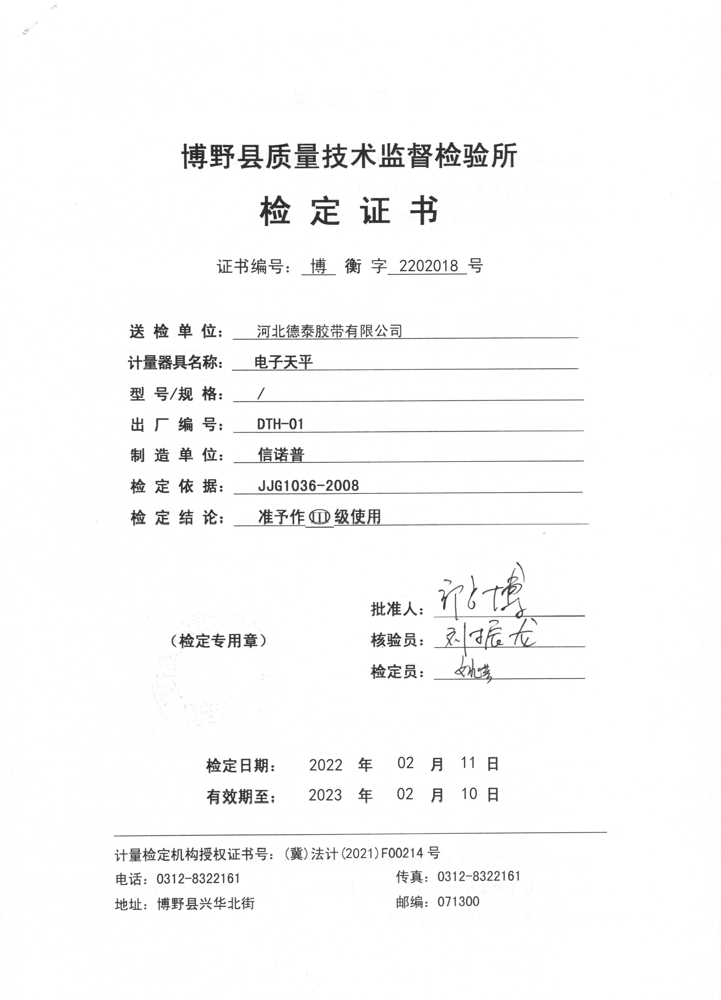 博野县质量技术监督检验所
检定证书
证书编号： 博 衡 字 2202018 号
送检单位： 河北德泰胶带有限公司
计量器具名称： 电子天平
型号/规格： /
出厂编号： DTH-01
制造单位： 信诺普
检定依据： JJG1036-2008
检定结论： 准予作 Ⅲ 级使用
批准人： 祁占博
（检定专用章） 核验员： 刘振龙
检定员：
检定日期： 2022 年 02 月 11 日
有效期至： 2023 年 02 月 10 日
计量检定机构授权证书号：(冀)法计(2021)F00214 号
电话：0312-8322161 传真：0312-8322161
地址：博野县兴华北街 邮编：071300